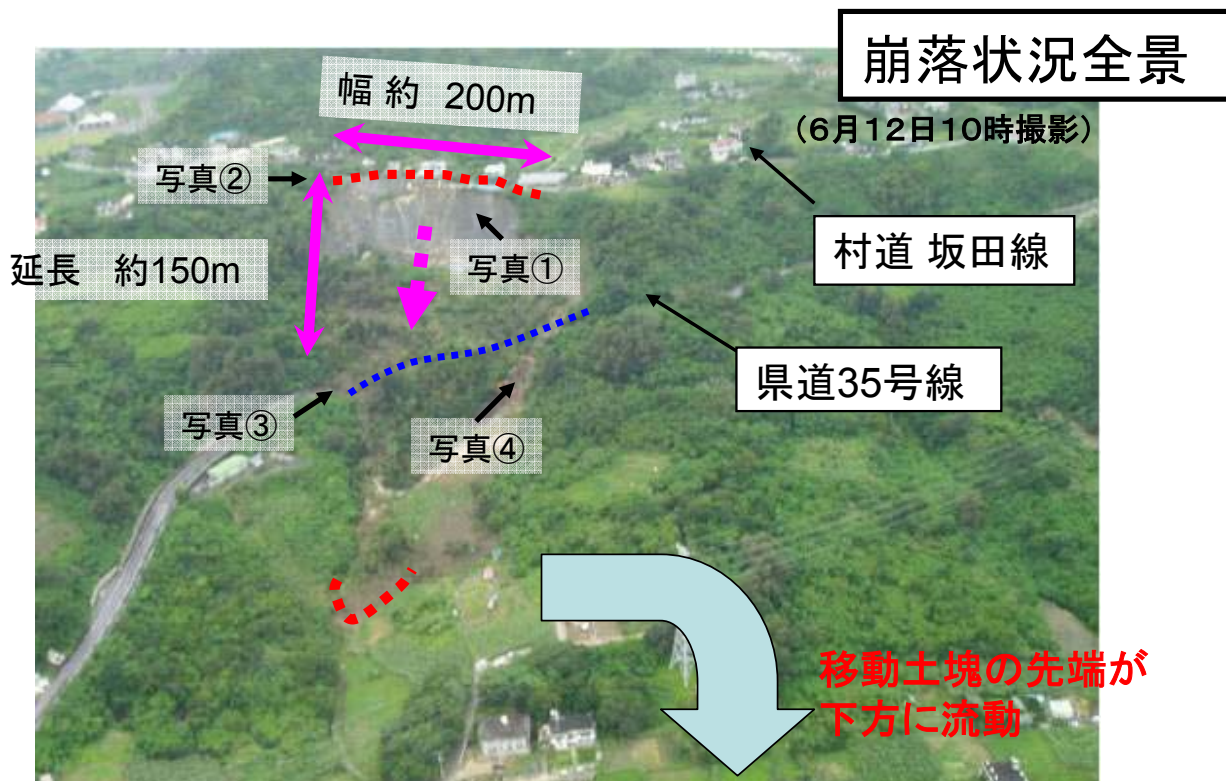 崩落状況全景
（６月１２日１０時撮影）
幅 約 200m
写真②
写真①
延長 約150m
村道 坂田線
県道35号線
写真③
写真④
移動土塊の先端が
下方に流動